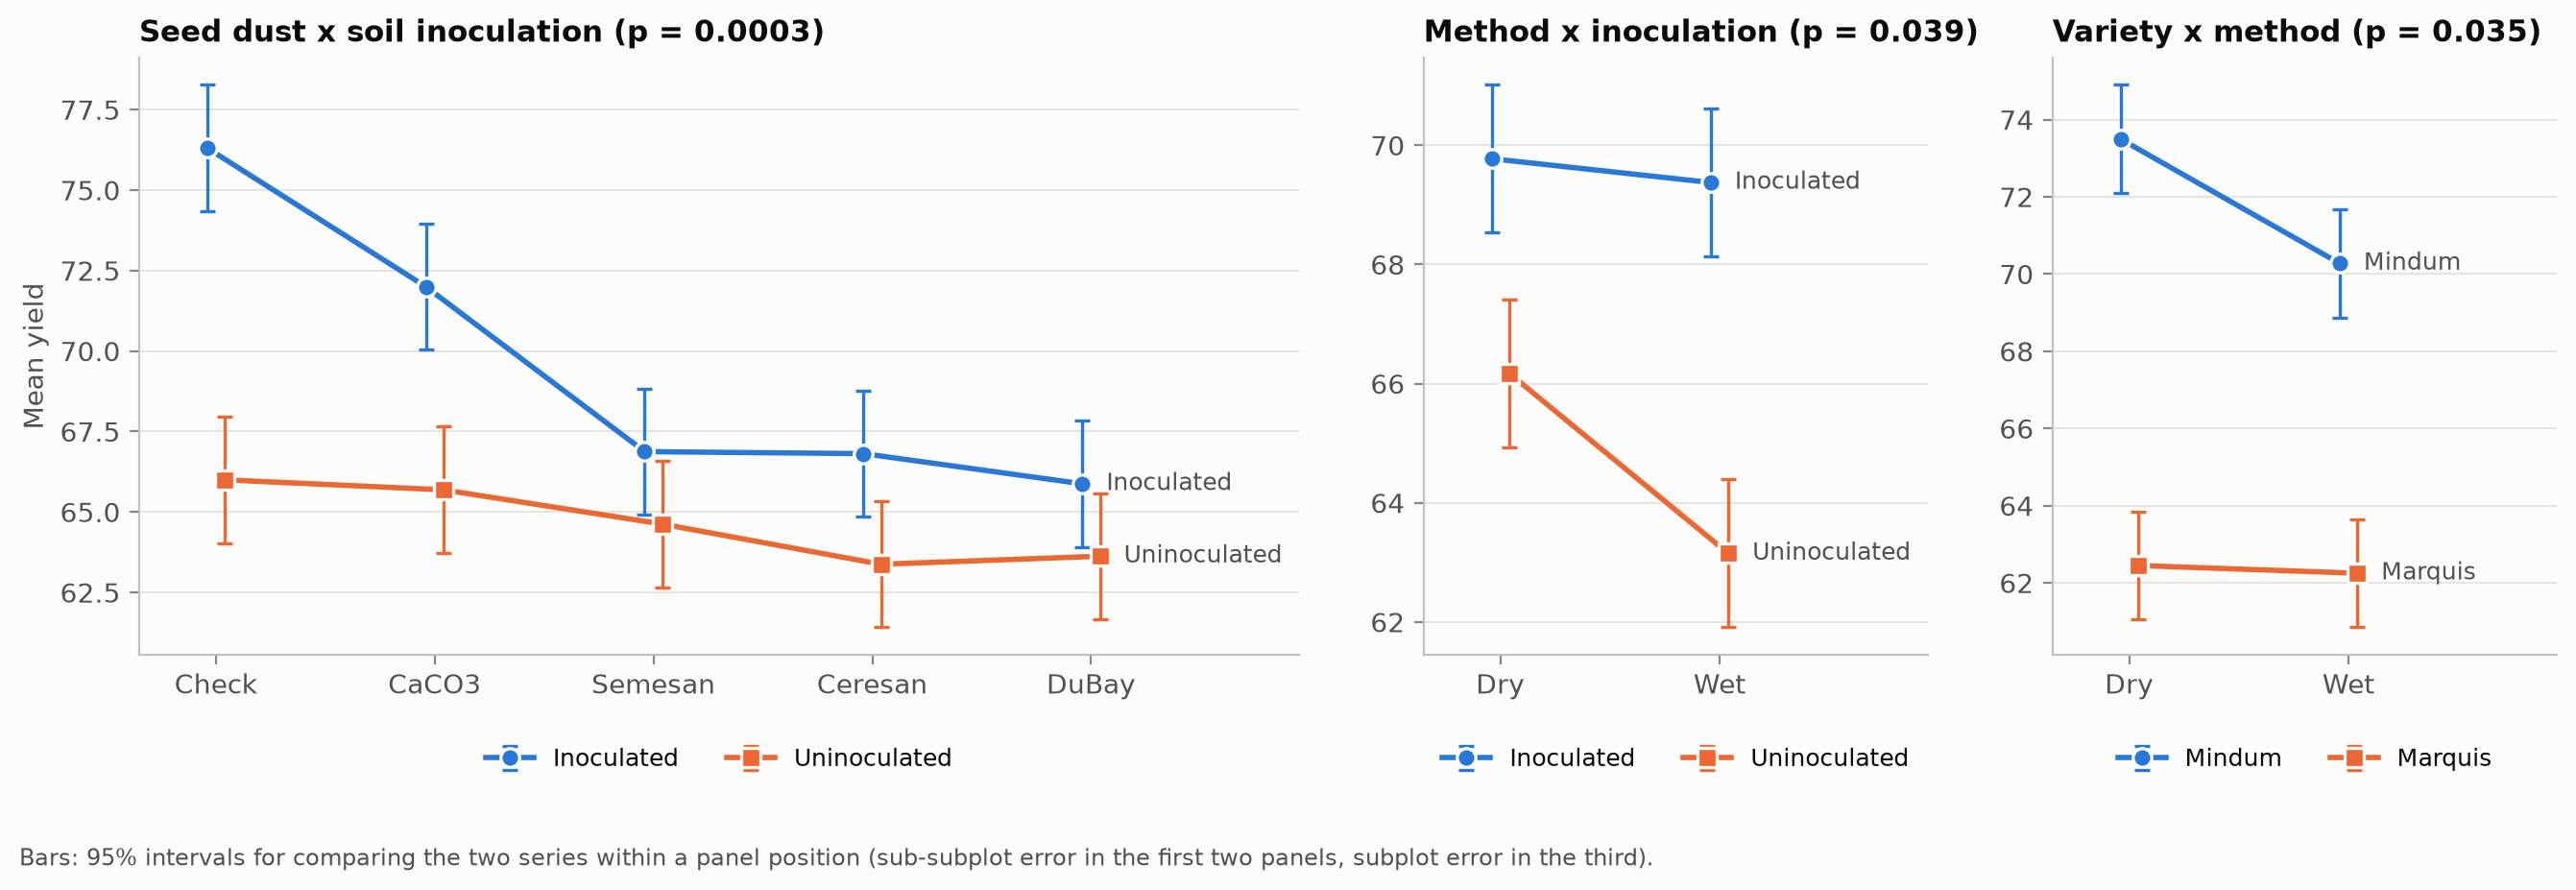 Seed dust x soil inoculation (p = 0.0003)
Mean yield
77.5
75.0
72.5
70.0
67.5
65.0
62.5
Inoculated
Uninoculated
Check CaCO3 Semesan Ceresan DuBay
Inoculated Uninoculated
Method x inoculation (p = 0.039)
70
68
66
64
62
Inoculated
Uninoculated
Dry Wet
Inoculated Uninoculated
Variety x method (p = 0.035)
74
72
70
68
66
64
62
Mindum
Marquis
Dry Wet
Mindum Marquis
Bars: 95% intervals for comparing the two series within a panel position (sub-subplot error in the first two panels, subplot error in the third).